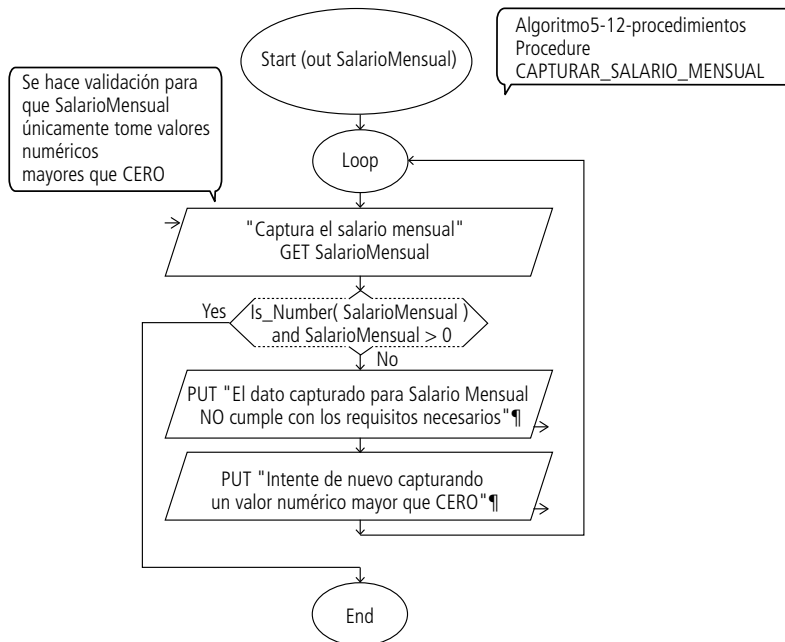 Start (out SalarioMensual)
Algoritmo5-12-procedimientos
Procedure
CAPTURAR_SALARIO_MENSUAL
Se hace validación para
que SalarioMensual
únicamente tome valores
numéricos
mayores que CERO
Loop
"Captura el salario mensual"
GET SalarioMensual
Yes
Is_Number( SalarioMensual )
and SalarioMensual > 0
No
PUT "El dato capturado para Salario Mensual
NO cumple con los requisitos necesarios"¶
PUT "Intente de nuevo capturando
un valor numérico mayor que CERO"¶
End